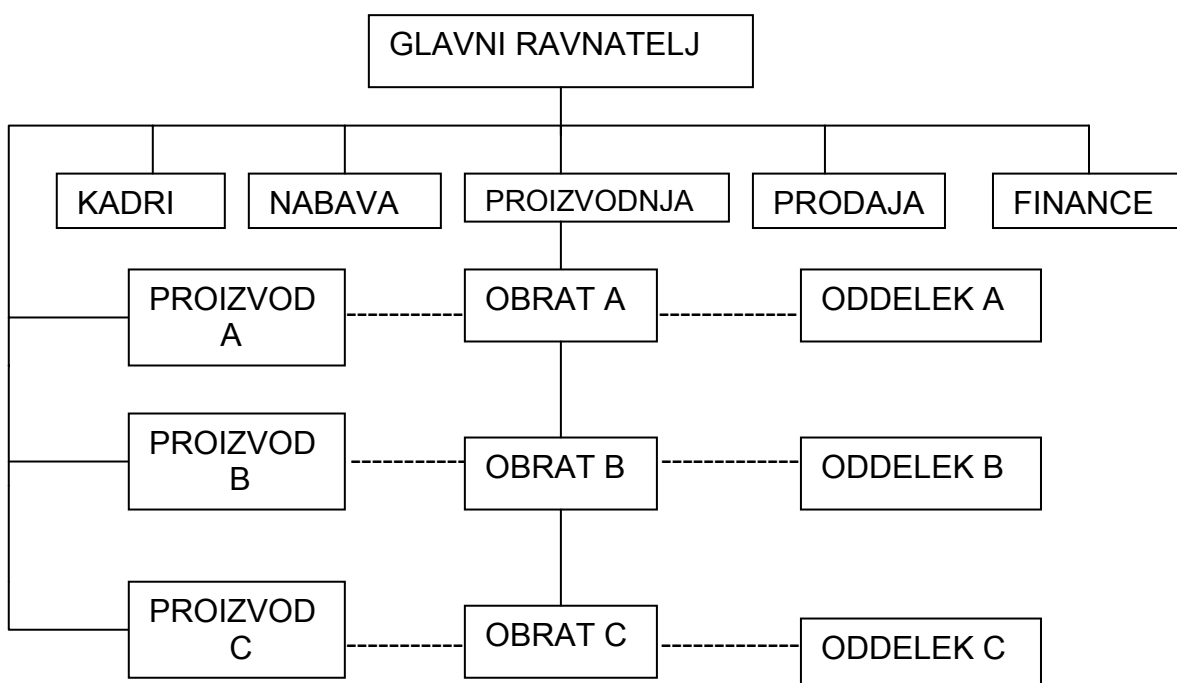 GLAVNI RAVNATELJ
KADRI
NABAVA
PROIZVODNJA
PRODAJA
FINANCE
PROIZVOD
A
OBRAT A
ODDELEK A
PROIZVOD
B
OBRAT B
ODDELEK B
PROIZVOD
C
OBRAT C
ODDELEK C